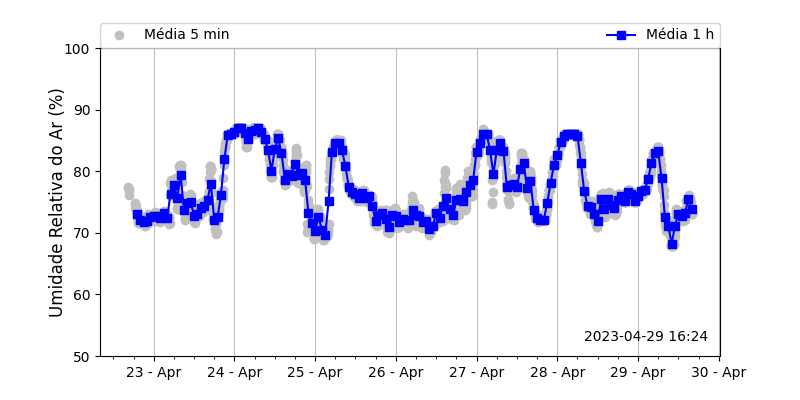 Média 5 min
Média 1 h
Umidade Relativa do Ar (%)
100
90
80
70
60
50
2023-04-29 16:24
23 - Apr
24 - Apr
25 - Apr
26 - Apr
27 - Apr
28 - Apr
29 - Apr
30 - Apr